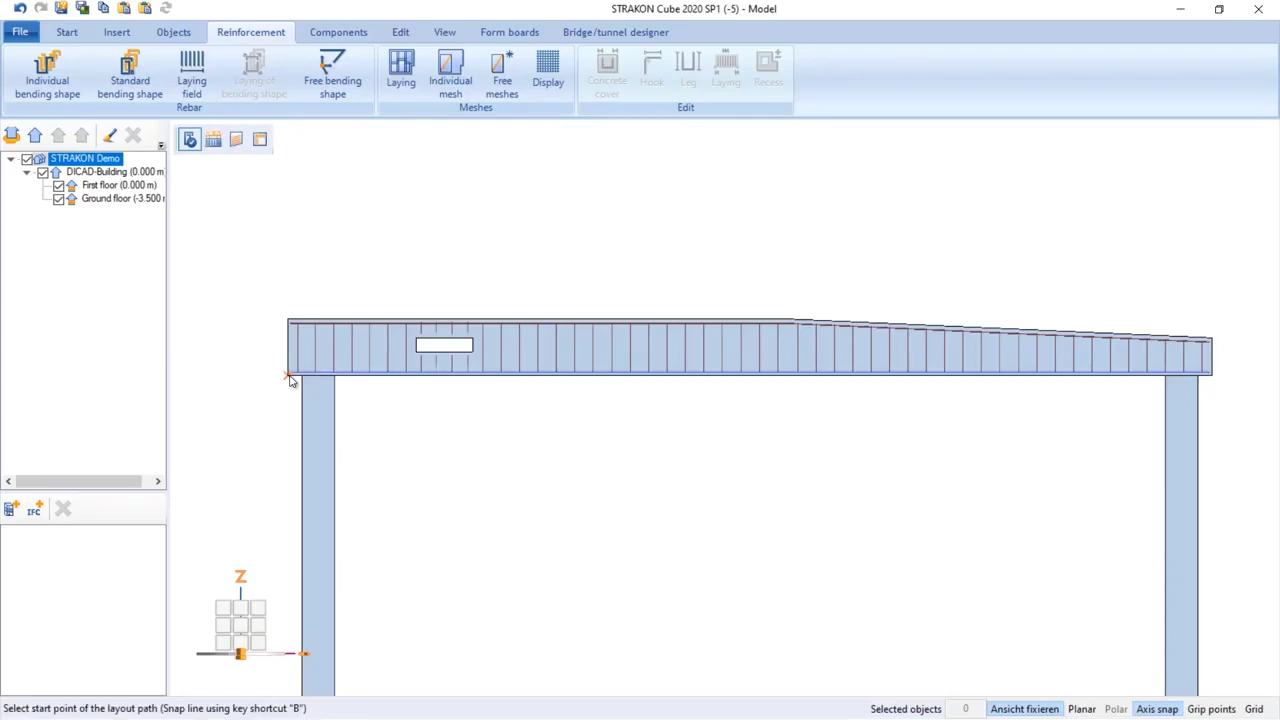 STRAKON Cube 2020 SP1 (-5) - Model
File Start Insert Objects Reinforcement Components Edit View Form boards Bridge/tunnel designer
Individual bending shape
Standard bending shape
Laying field
Laying of bending shape
Free bending shape
Laying
Individual mesh
Free meshes
Display
Concrete cover
Hook
Leg
Laying
Recess
Rebar
Meshes
Edit
STRAKON Demo
DICAD-Building (0.000 m
First floor (0.000 m)
Ground floor (-3.500 r
IFC
Z
Select start point of the layout path (Snap line using key shortcut "B")
Selected objects 0 Ansicht fixieren Planar Polar Axis snap Grip points Grid